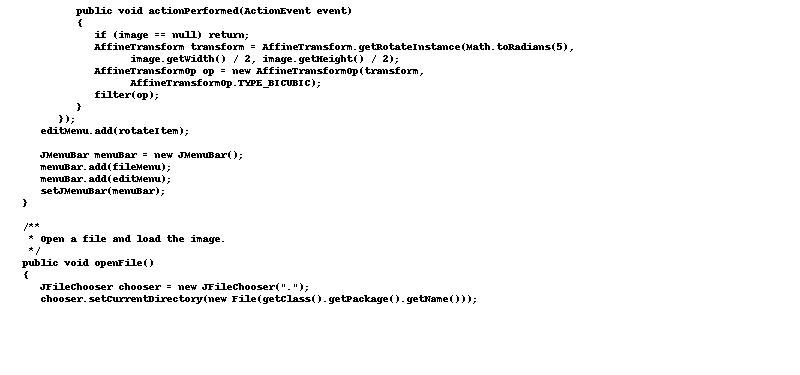 public void actionPerformed(ActionEvent event)
{
if (image == null) return;
AffineTransform transform = AffineTransform.getRotateInstance(Math.toRadians(5),
image.getWidth() / 2, image.getHeight() / 2);
AffineTransformOp op = new AffineTransformOp(transform,
AffineTransformOp.TYPE_BICUBIC);
filter(op);
}
});
editMenu.add(rotateItem);
JMenuBar menuBar = new JMenuBar();
menuBar.add(fileMenu);
menuBar.add(editMenu);
setJMenuBar(menuBar);
}
/**
* Open a file and load the image.
*/
public void openFile()
{
JFileChooser chooser = new JFileChooser(".");
chooser.setCurrentDirectory(new File(getClass().getPackage().getName()));